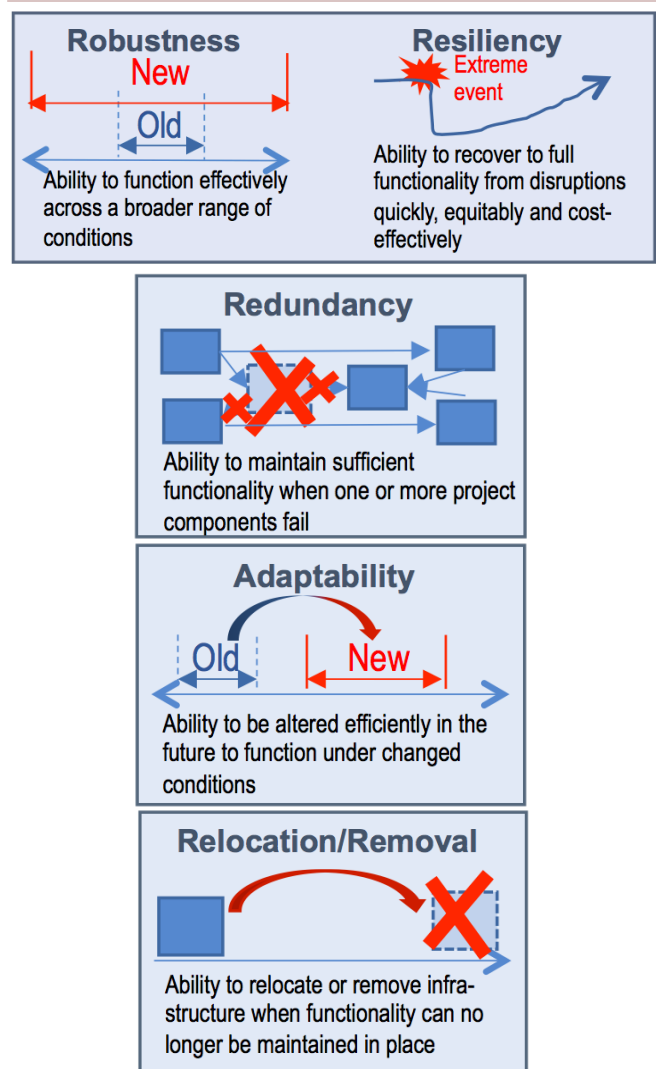 Robustness
New
Old
Ability to function effectively
across a broader range of
conditions
Resiliency
Extreme
event
Ability to recover to full
functionality from disruptions
quickly, equitably and cost-
effectively
Redundancy
Ability to maintain sufficient
functionality when one or more project
components fail
Adaptability
Old
New
Ability to be altered efficiently in the
future to function under changed
conditions
Relocation/Removal
Ability to relocate or remove infra-
structure when functionality can no
longer be maintained in place